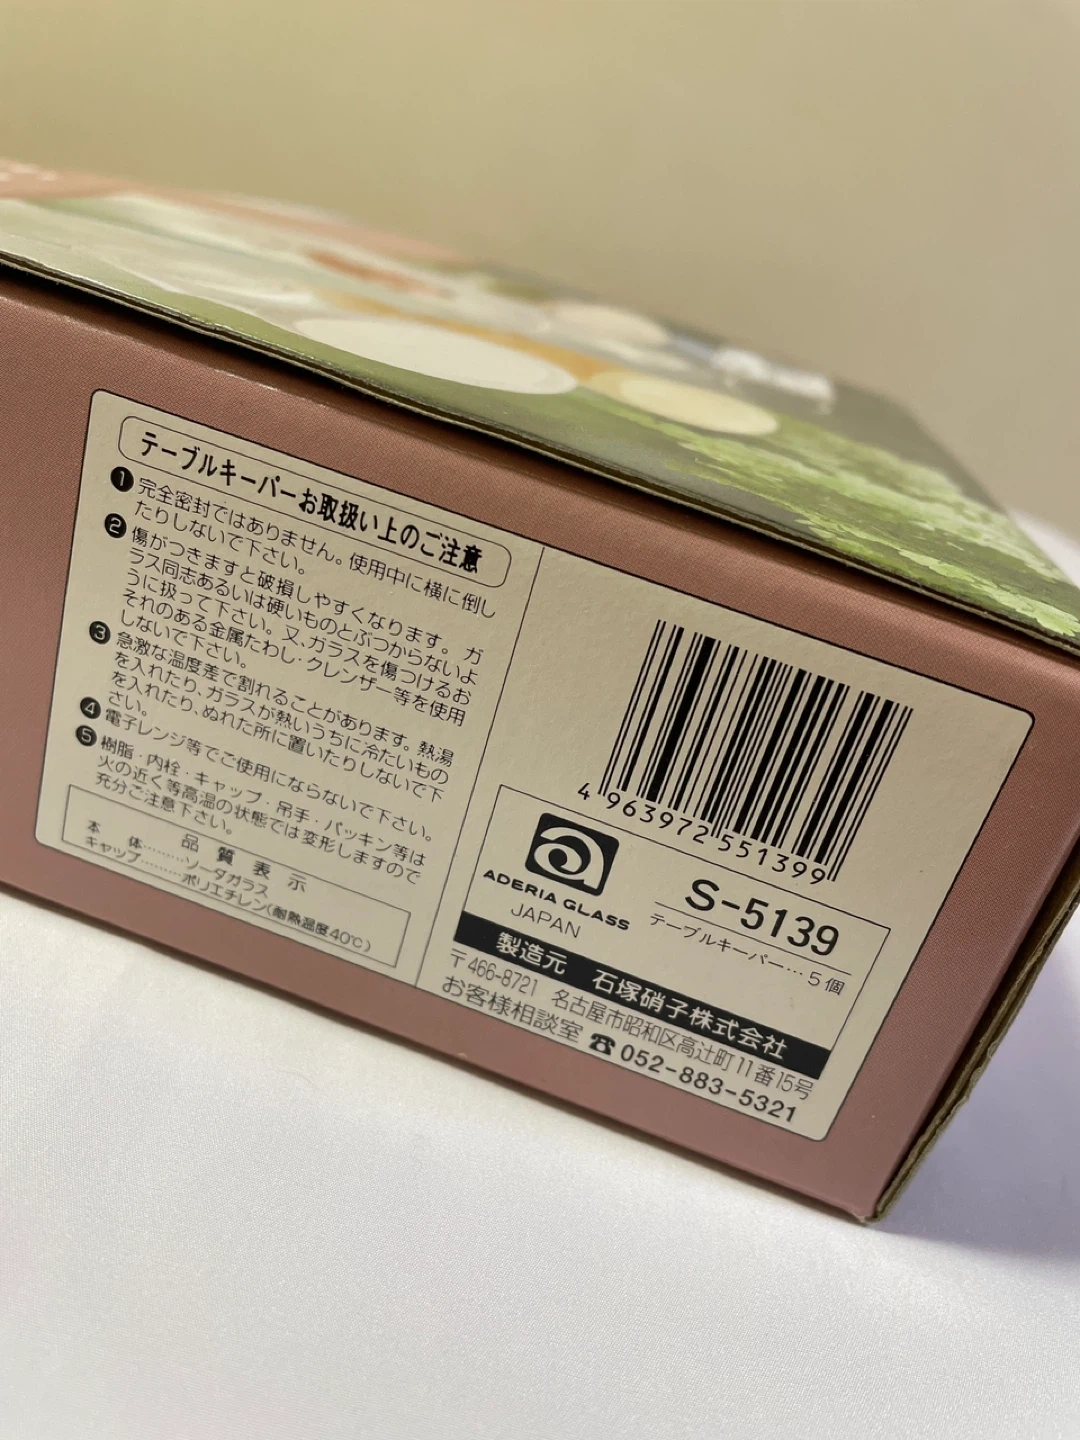 テーブルキーパーお取扱い上のご注意
❶ 完全密封ではありません。使用中に横に倒し
たりしないで下さい。
❷ 傷がつきますと破損しやすくなります。ガ
ラス同志あるいは硬いものとぶつからないよ
うに扱って下さい。又、ガラスを傷つけるお
それのある金属たわし・クレンザー等を使用
しないで下さい。
❸ 急激な温度差で割れることがあります。熱湯
を入れたり、ガラスが熱いうちに冷たいもの
を入れたり、ぬれた所に置いたりしないで下
さい。
❹ 電子レンジ等でご使用にならないで下さい。
❺ 樹脂・内栓・キャップ・吊手・パッキン等は
火の近く等高温の状態では変形しますので
充分ご注意下さい。
品質表示
本体………ソーダガラス
キャップ………ポリエチレン(耐熱温度40℃)
4 963972 551399
ADERIA GLASS
JAPAN
S-5139
テーブルキーパー…5個
製造元 石塚硝子株式会社
〒466-8721 名古屋市昭和区高辻町11番15号
お客様相談室 ☎052-883-5321